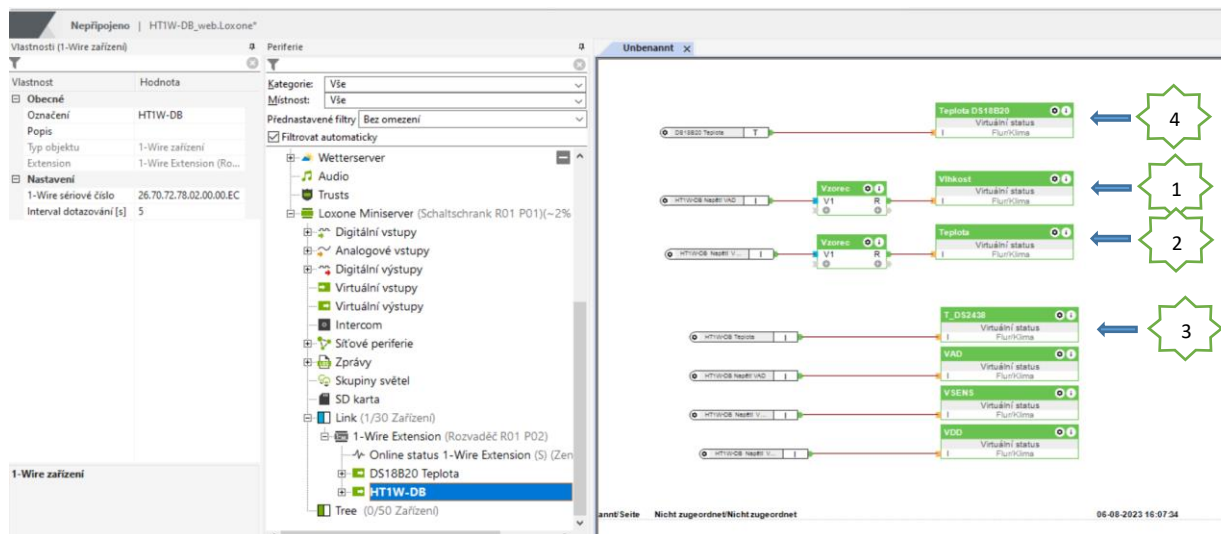 Nepřipojeno | HT1W-DB_web.Loxone*
Vlastnosti (1-Wire zařízení)
Vlastnost Hodnota
Obecné
Označení HT1W-DB
Popis
Typ objektu 1-Wire zařízení
Extension 1-Wire Extension (Ro...
Nastavení
1-Wire sériové číslo 26.70.72.78.02.00.00.EC
Interval dotazování [s] 5
1-Wire zařízení
Periferie
Kategorie: Vše
Místnost: Vše
Přednastavené filtry Bez omezení
Filtrovat automaticky
Wetterserver
Audio
Trusts
Loxone Miniserver (Schaltschrank R01 P01)(~2%
Digitální vstupy
Analogové vstupy
Digitální výstupy
Virtuální vstupy
Virtuální výstupy
Intercom
Síťové periferie
Zprávy
Skupiny světel
SD karta
Link (1/30 Zařízení)
1-Wire Extension (Rozvaděč R01 P02)
Online status 1-Wire Extension (S) (Zen
DS18B20 Teplota
HT1W-DB
Tree (0/50 Zařízení)
Unbenannt
Teplota DS18B20
Virtuální status
DS18B20 Teplota T
I Flur/Klima
4
Vzorec
Vlhkost
Virtuální status
HT1W-DB Napětí VAD I
V1 R
I Flur/Klima
1
Vzorec
Teplota
Virtuální status
HT1W-DB Napětí V... I
V1 R
I Flur/Klima
2
T_DS2438
Virtuální status
HT1W-DB Teplota I
I Flur/Klima
3
VAD
Virtuální status
HT1W-DB Napětí VAD I
I Flur/Klima
VSENS
Virtuální status
HT1W-DB Napětí V... I
I Flur/Klima
VDD
Virtuální status
HT1W-DB Napětí V... I
I Flur/Klima
annt/Seite Nicht zugeordnet/Nicht zugeordnet 06-08-2023 16:07:34